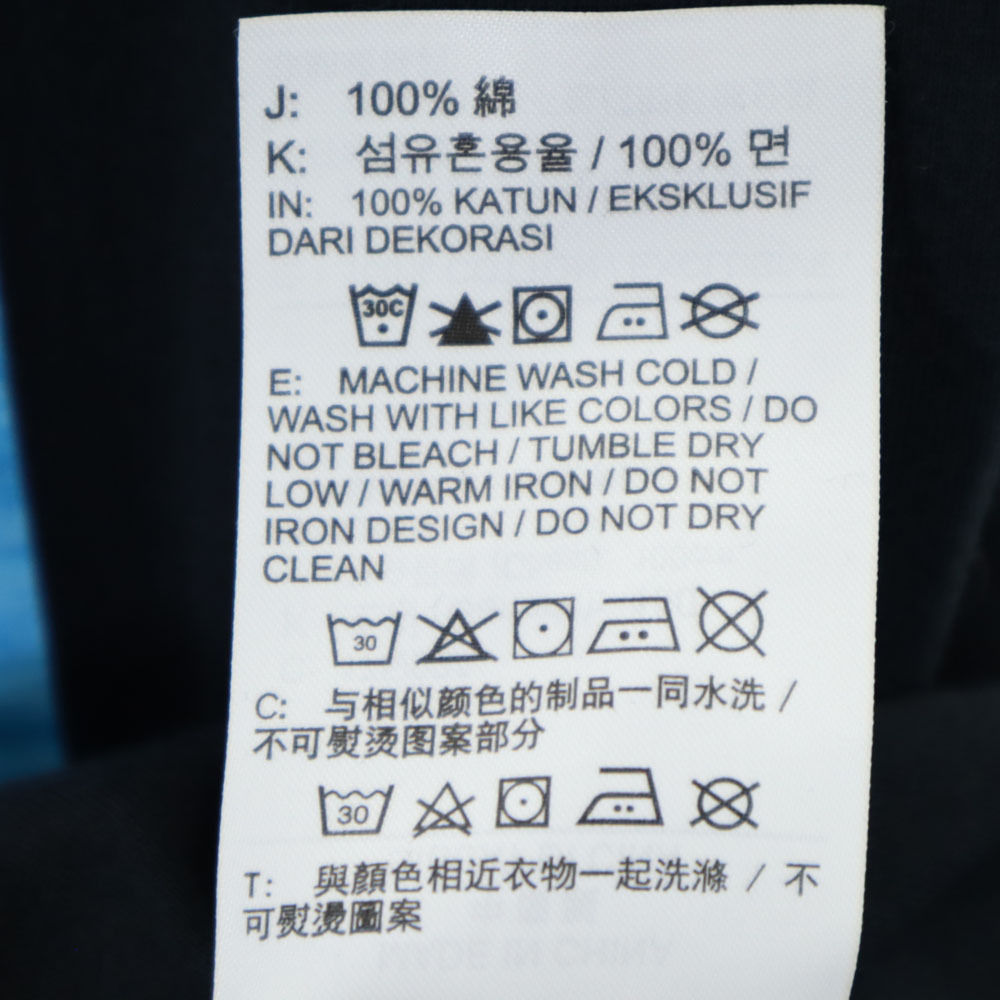 J: 100% 綿
K: 섬유혼용율 / 100% 면
IN: 100% KATUN / EKSKLUSIF
DARI DEKORASI
30C
E: MACHINE WASH COLD /
WASH WITH LIKE COLORS / DO
NOT BLEACH / TUMBLE DRY
LOW / WARM IRON / DO NOT
IRON DESIGN / DO NOT DRY
CLEAN
30
C: 与相似颜色的制品一同水洗 /
不可熨烫图案部分
30
T: 與顏色相近衣物一起洗滌 / 不
可熨燙圖案